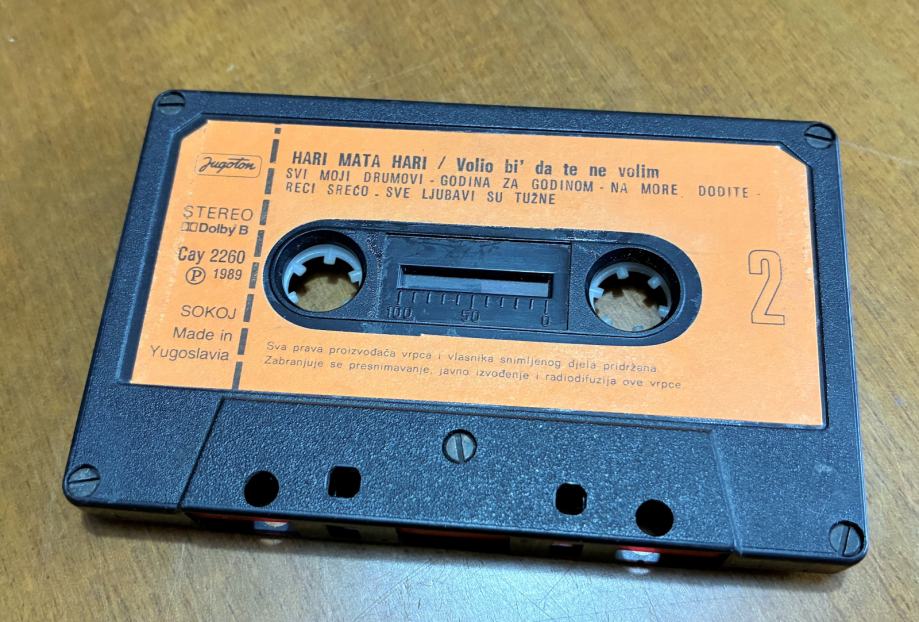 Jugoton
STEREO
Dolby B
Cay 2260
Ⓟ 1989
SOKOJ
Made in
Yugoslavia
HARI MATA HARI / Volio bi' da te ne volim
SVI MOJI DRUMOVI - GODINA ZA GODINOM - NA MORE DOĐITE -
RECI SREĆO - SVE LJUBAVI SU TUŽNE
100 50 0
2
Sva prava proizvođača vrpca i vlasnika snimljenog djela pridržana.
Zabranjuje se presnimavanje, javno izvođenje i radiodifuzija ove vrpce.